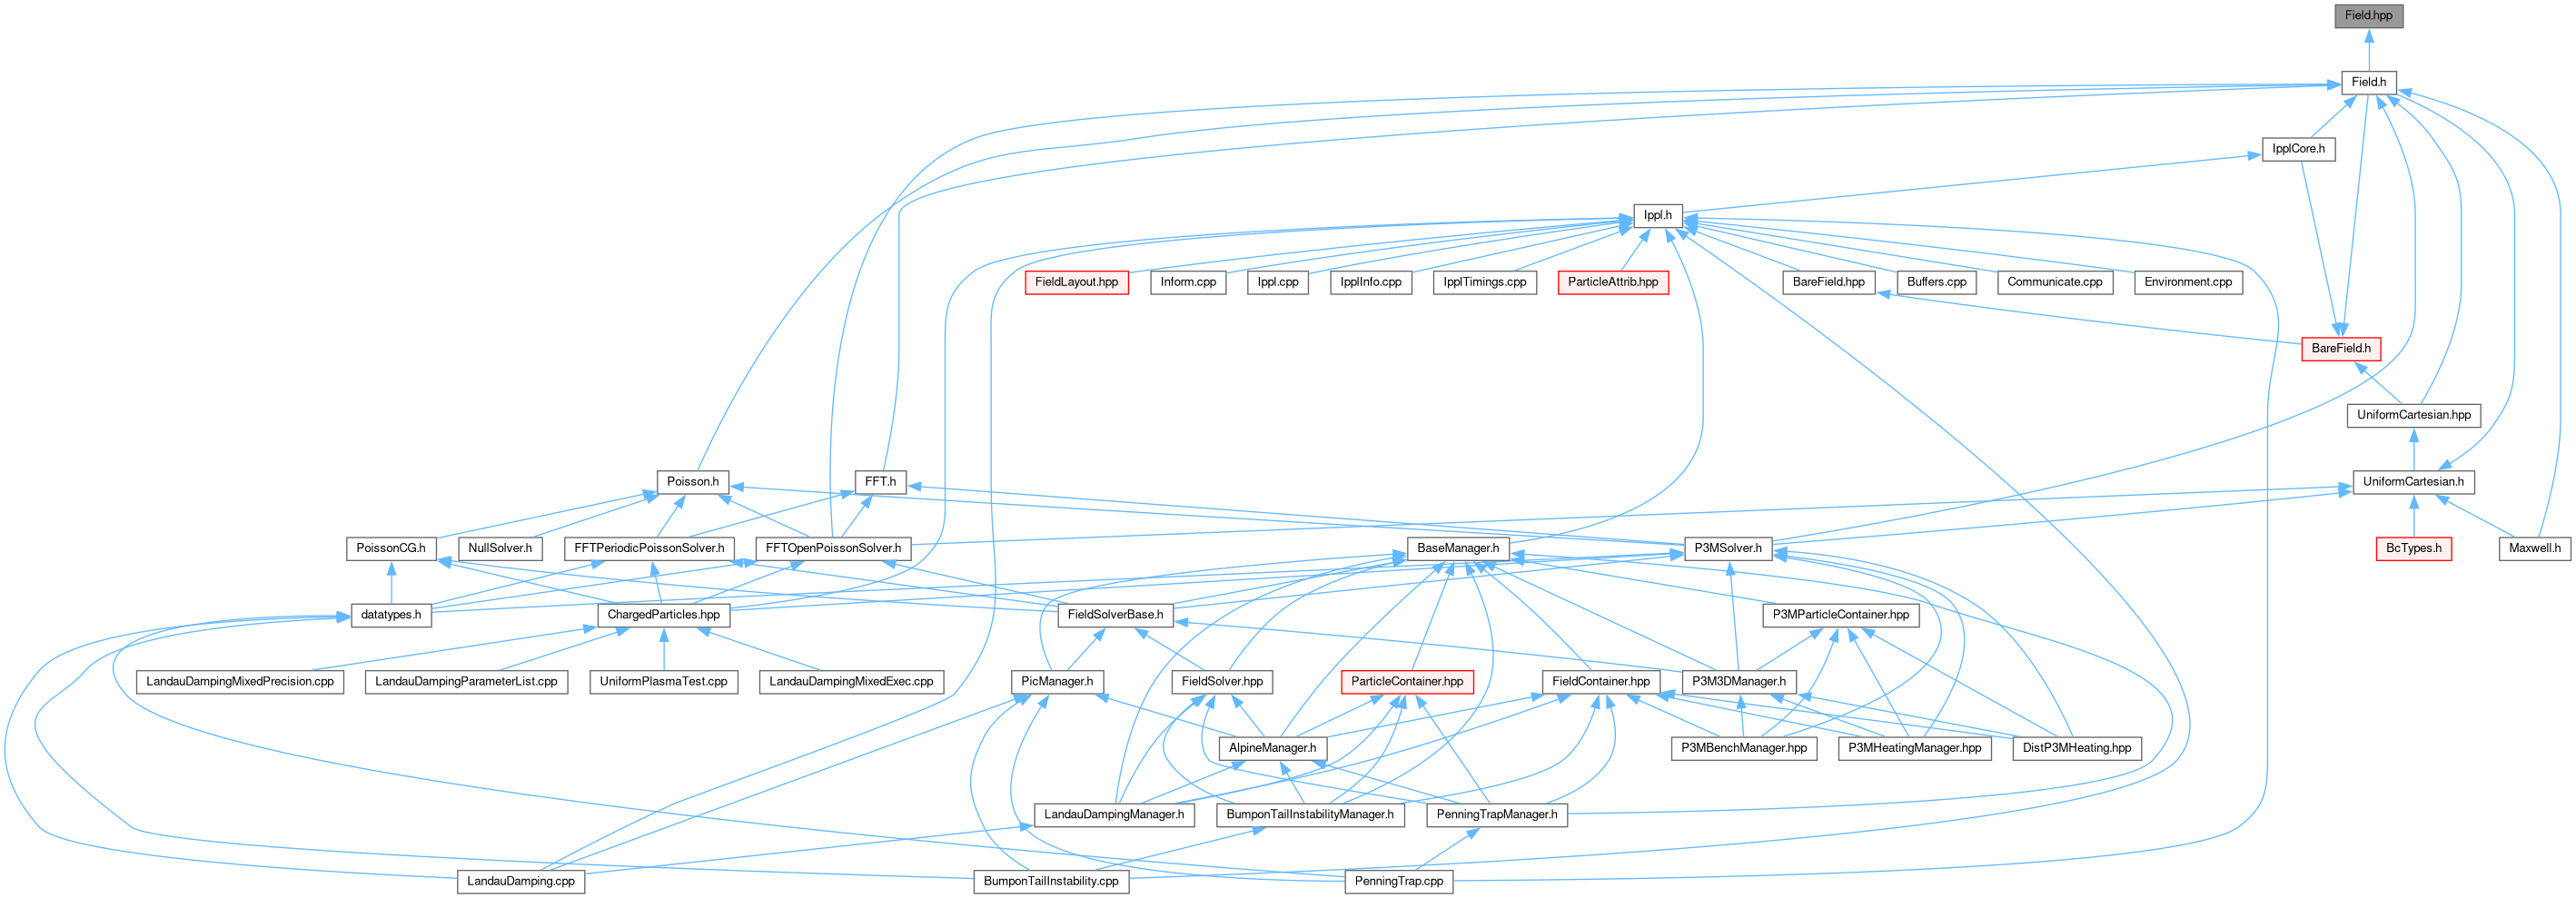 Field.hpp
Field.h
IpplCore.h
Ippl.h
FieldLayout.hpp
Inform.cpp
Ippl.cpp
IpplInfo.cpp
IpplTimings.cpp
ParticleAttrib.hpp
BareField.hpp
Buffers.cpp
Communicate.cpp
Environment.cpp
BareField.h
UniformCartesian.hpp
Poisson.h
FFT.h
UniformCartesian.h
PoissonCG.h
NullSolver.h
FFTPeriodicPoissonSolver.h
FFTOpenPoissonSolver.h
BaseManager.h
P3MSolver.h
BcTypes.h
Maxwell.h
datatypes.h
ChargedParticles.hpp
FieldSolverBase.h
P3MParticleContainer.hpp
LandauDampingMixedPrecision.cpp
LandauDampingParameterList.cpp
UniformPlasmaTest.cpp
LandauDampingMixedExec.cpp
PicManager.h
FieldSolver.hpp
ParticleContainer.hpp
FieldContainer.hpp
P3M3DManager.h
AlpineManager.h
P3MBenchManager.hpp
P3MHeatingManager.hpp
DistP3MHeating.hpp
LandauDampingManager.h
BumponTailInstabilityManager.h
PenningTrapManager.h
LandauDamping.cpp
BumponTailInstability.cpp
PenningTrap.cpp